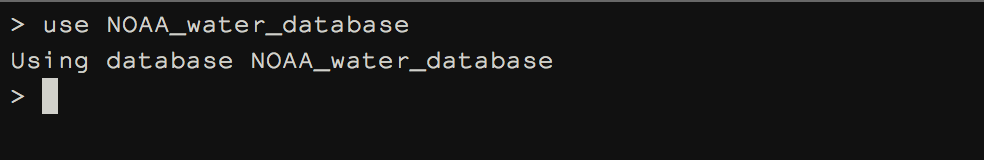 > use NOAA_water_database
Using database NOAA_water_database
>